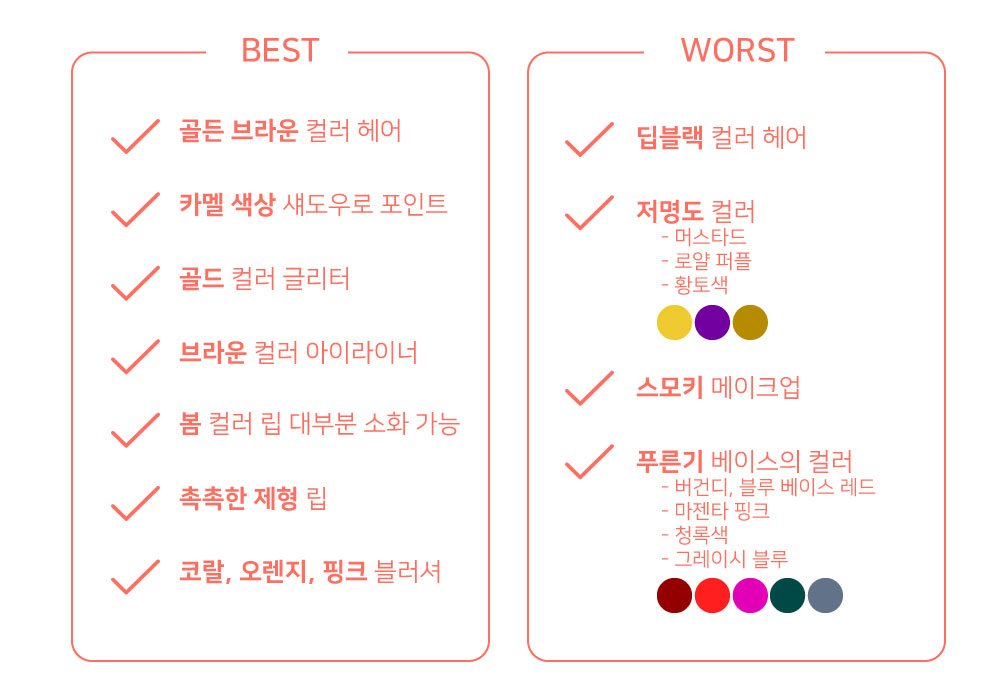 BEST
골든 브라운 컬러 헤어
카멜 색상 섀도우로 포인트
골드 컬러 글리터
브라운 컬러 아이라이너
봄 컬러 립 대부분 소화 가능
촉촉한 제형 립
코랄, 오렌지, 핑크 블러셔
WORST
딥블랙 컬러 헤어
저명도 컬러
- 머스타드
- 로얄 퍼플
- 황토색
스모키 메이크업
푸른기 베이스의 컬러
- 버건디, 블루 베이스 레드
- 마젠타 핑크
- 청록색
- 그레이시 블루